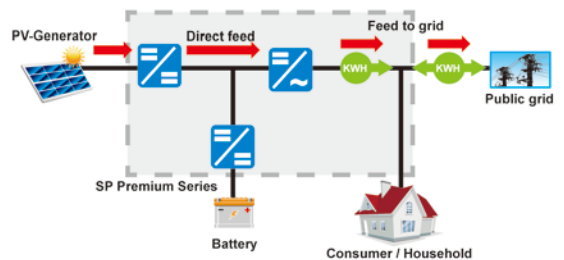 PV-Generator
Direct feed
Feed to grid
KWH
KWH
Public grid
SP Premium Series
Battery
Consumer / Household